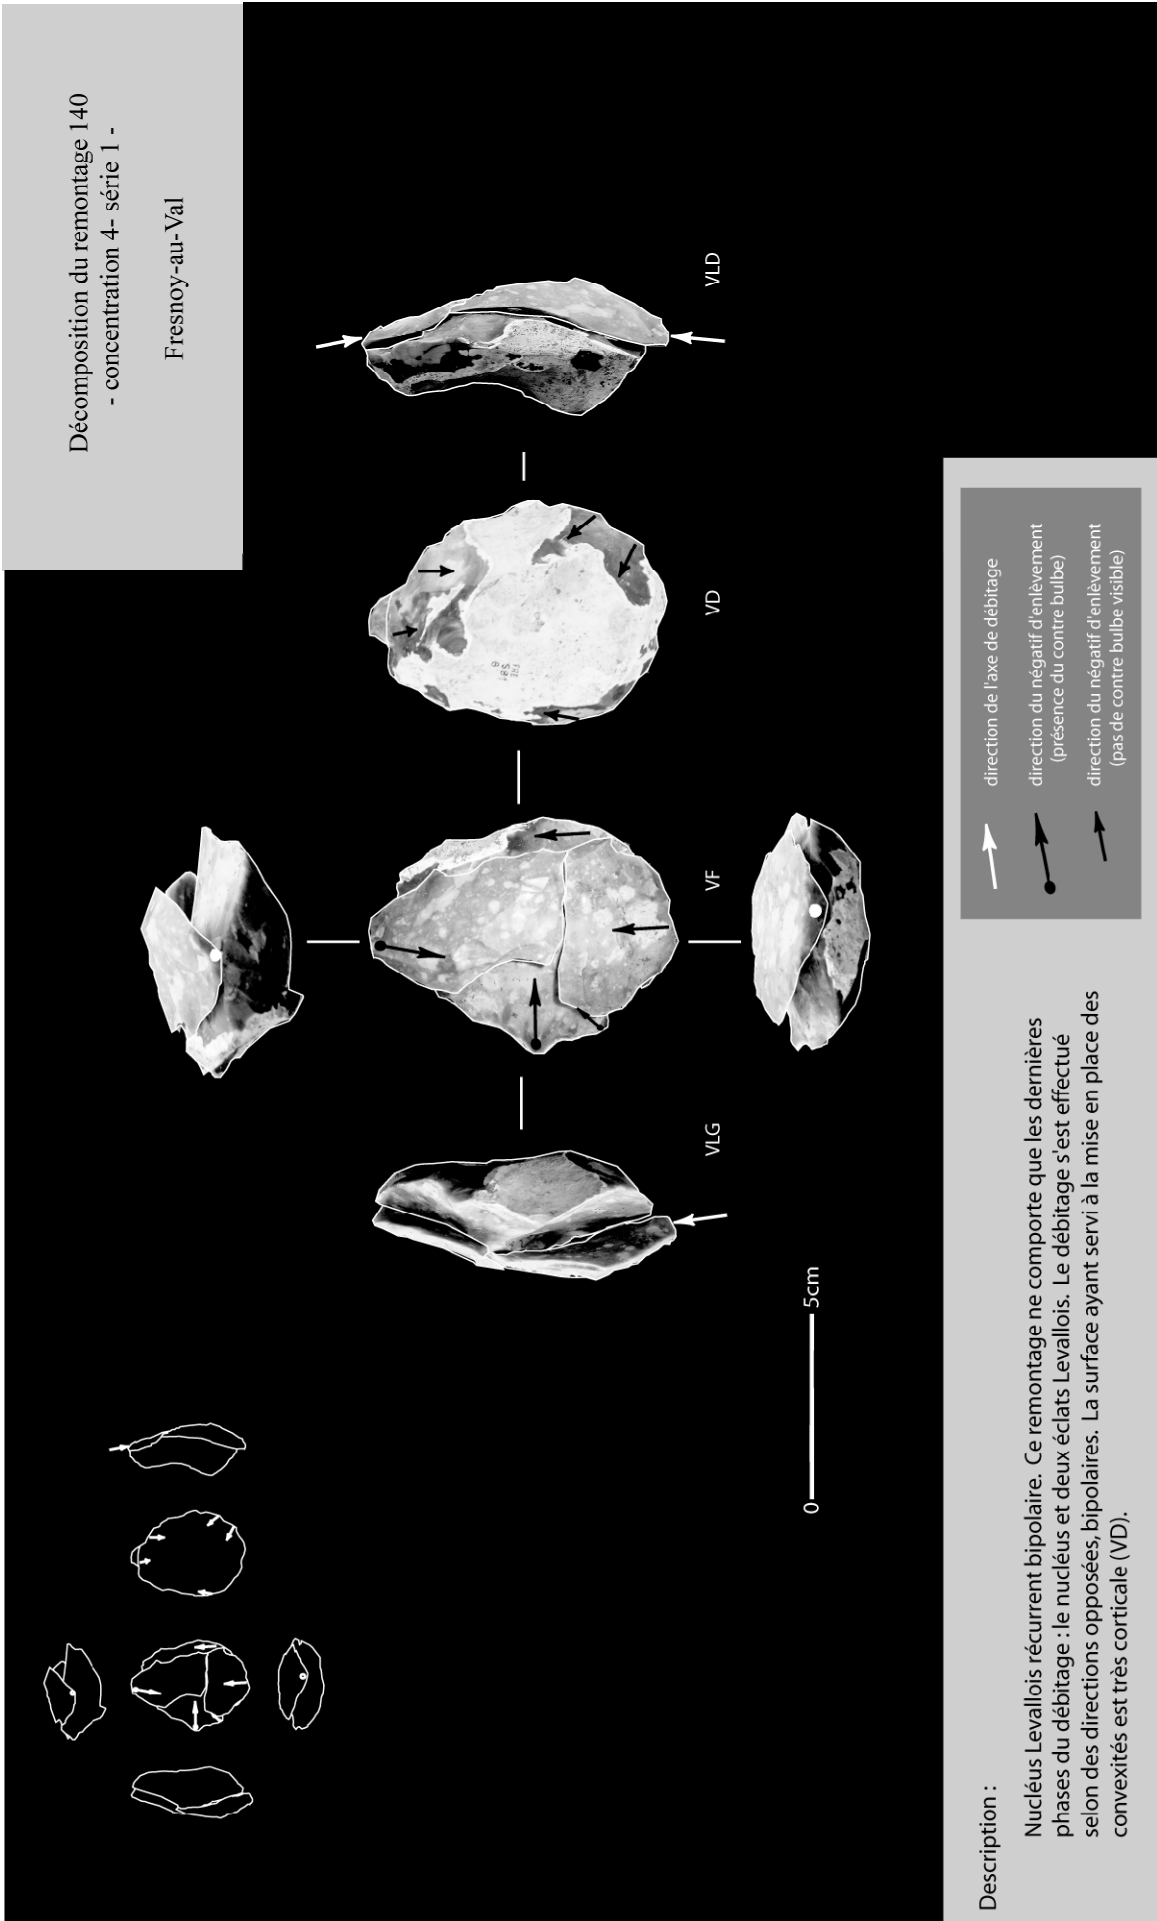 Décomposition du remontage 140
- concentration 4- série 1 -
Fresnoy-au-Val
VLG
VF
VD
VLD
FRE
S81
8
0
5cm
Description :
Nucléus Levallois récurrent bipolaire. Ce remontage ne comporte que les dernières
phases du débitage : le nucléus et deux éclats Levallois. Le débitage s'est effectué
selon des directions opposées, bipolaires. La surface ayant servi à la mise en place des
convexités est très corticale (VD).
direction de l'axe de débitage
direction du négatif d'enlèvement
(présence du contre bulbe)
direction du négatif d'enlèvement
(pas de contre bulbe visible)